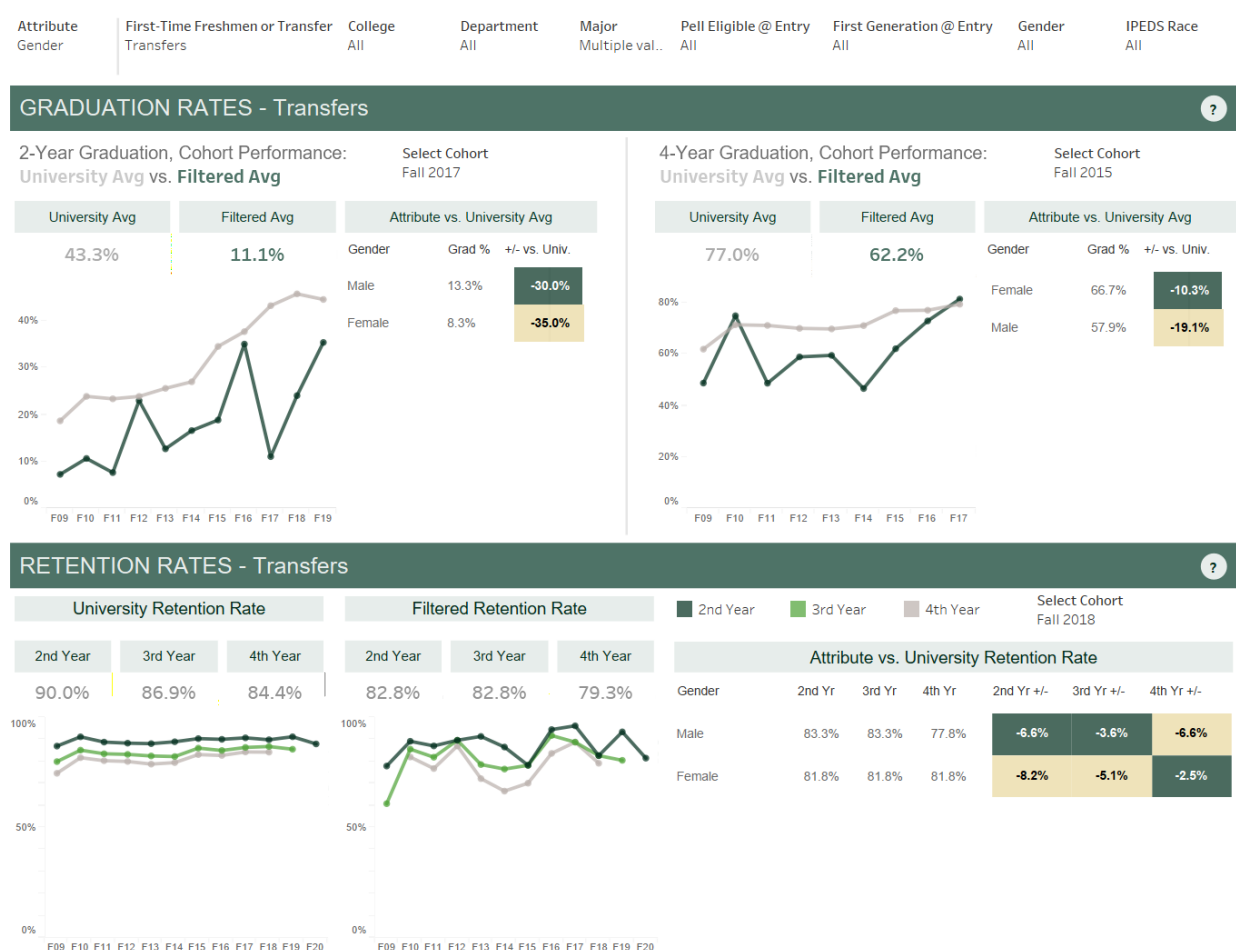 Attribute First-Time Freshmen or Transfer College Department Major Pell Eligible @ Entry First Generation @ Entry Gender IPEDS Race
Gender Transfers All All Multiple val.. All All All All
GRADUATION RATES - Transfers ?
2-Year Graduation, Cohort Performance:
University Avg vs. Filtered Avg
Select Cohort
Fall 2017
University Avg Filtered Avg Attribute vs. University Avg
43.3% 11.1%
Gender Grad % +/- vs. Univ.
Male 13.3% -30.0%
Female 8.3% -35.0%
40%
30%
20%
10%
0%
F09 F10 F11 F12 F13 F14 F15 F16 F17 F18 F19
4-Year Graduation, Cohort Performance:
University Avg vs. Filtered Avg
Select Cohort
Fall 2015
University Avg Filtered Avg Attribute vs. University Avg
77.0% 62.2%
Gender Grad % +/- vs. Univ.
Female 66.7% -10.3%
Male 57.9% -19.1%
80%
60%
40%
20%
0%
F09 F10 F11 F12 F13 F14 F15 F16 F17
RETENTION RATES - Transfers ?
University Retention Rate
2nd Year 3rd Year 4th Year
90.0% 86.9% 84.4%
100%
50%
0%
F09 F10 F11 F12 F13 F14 F15 F16 F17 F18 F19 F20
Filtered Retention Rate
2nd Year 3rd Year 4th Year
82.8% 82.8% 79.3%
100%
50%
0%
F09 F10 F11 F12 F13 F14 F15 F16 F17 F18 F19 F20
2nd Year 3rd Year 4th Year
Select Cohort
Fall 2018
Attribute vs. University Retention Rate
Gender 2nd Yr 3rd Yr 4th Yr 2nd Yr +/- 3rd Yr +/- 4th Yr +/-
Male 83.3% 83.3% 77.8% -6.6% -3.6% -6.6%
Female 81.8% 81.8% 81.8% -8.2% -5.1% -2.5%